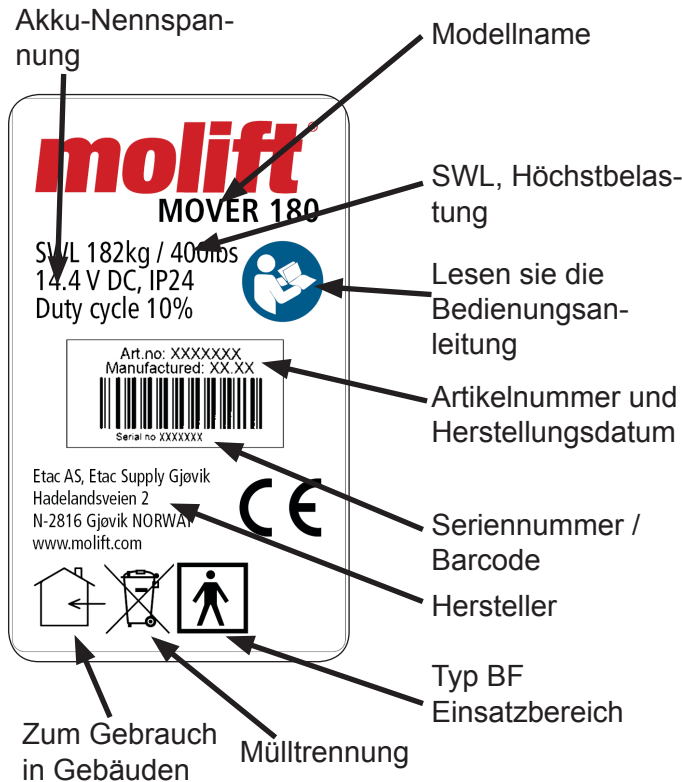 Akku-Nennspan-
nung
Modellname
molift®
MOVER 180
SWL, Höchstbelas-
tung
SWL 182kg / 400lbs
14.4 V DC, IP24
Duty cycle 10%
Lesen sie die
Bedienungsan-
leitung
Art.no: XXXXXXX
Manufactured: XX.XX
Serial no XXXXXXX
Artikelnummer und
Herstellungsdatum
Etac AS, Etac Supply Gjøvik
Hadelandsveien 2
N-2816 Gjøvik NORWAY
www.molift.com
CE
Seriennummer /
Barcode
Hersteller
Typ BF
Einsatzbereich
Zum Gebrauch
in Gebäuden
Mülltrennung